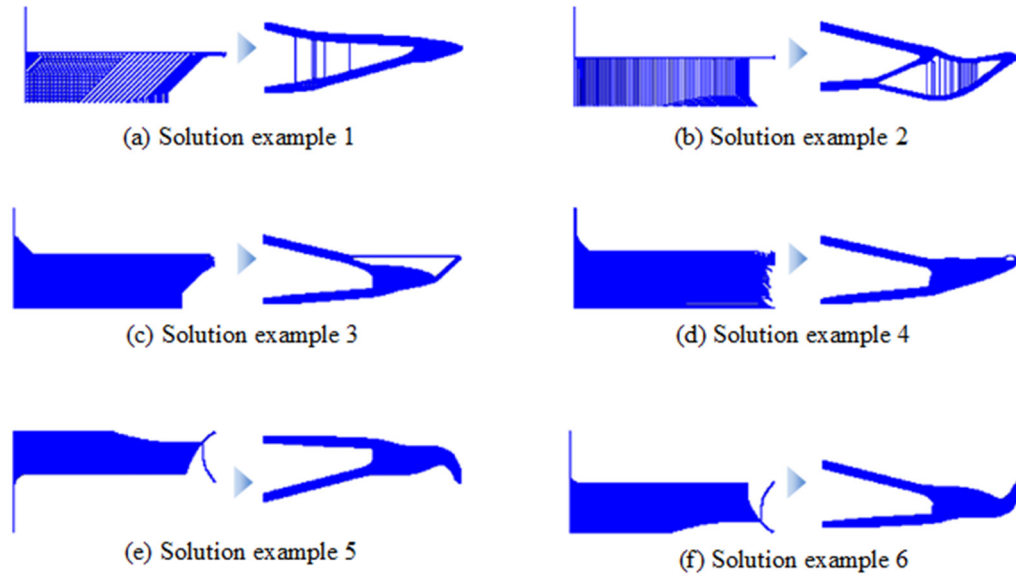 (a) Solution example 1
(b) Solution example 2
(c) Solution example 3
(d) Solution example 4
(e) Solution example 5
(f) Solution example 6